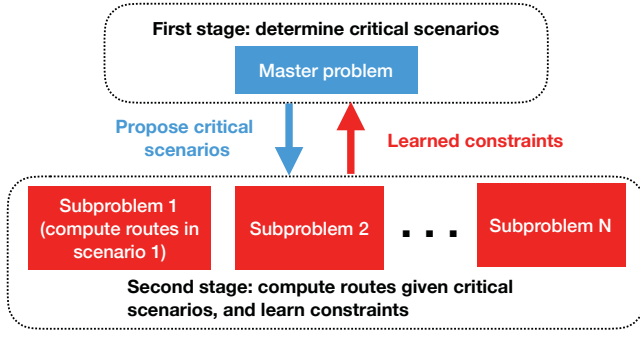 First stage: determine critical scenarios
Master problem
Propose critical
scenarios
Learned constraints
Subproblem 1
(compute routes in
scenario 1)
Subproblem 2
. . .
Subproblem N
Second stage: compute routes given critical
scenarios, and learn constraints